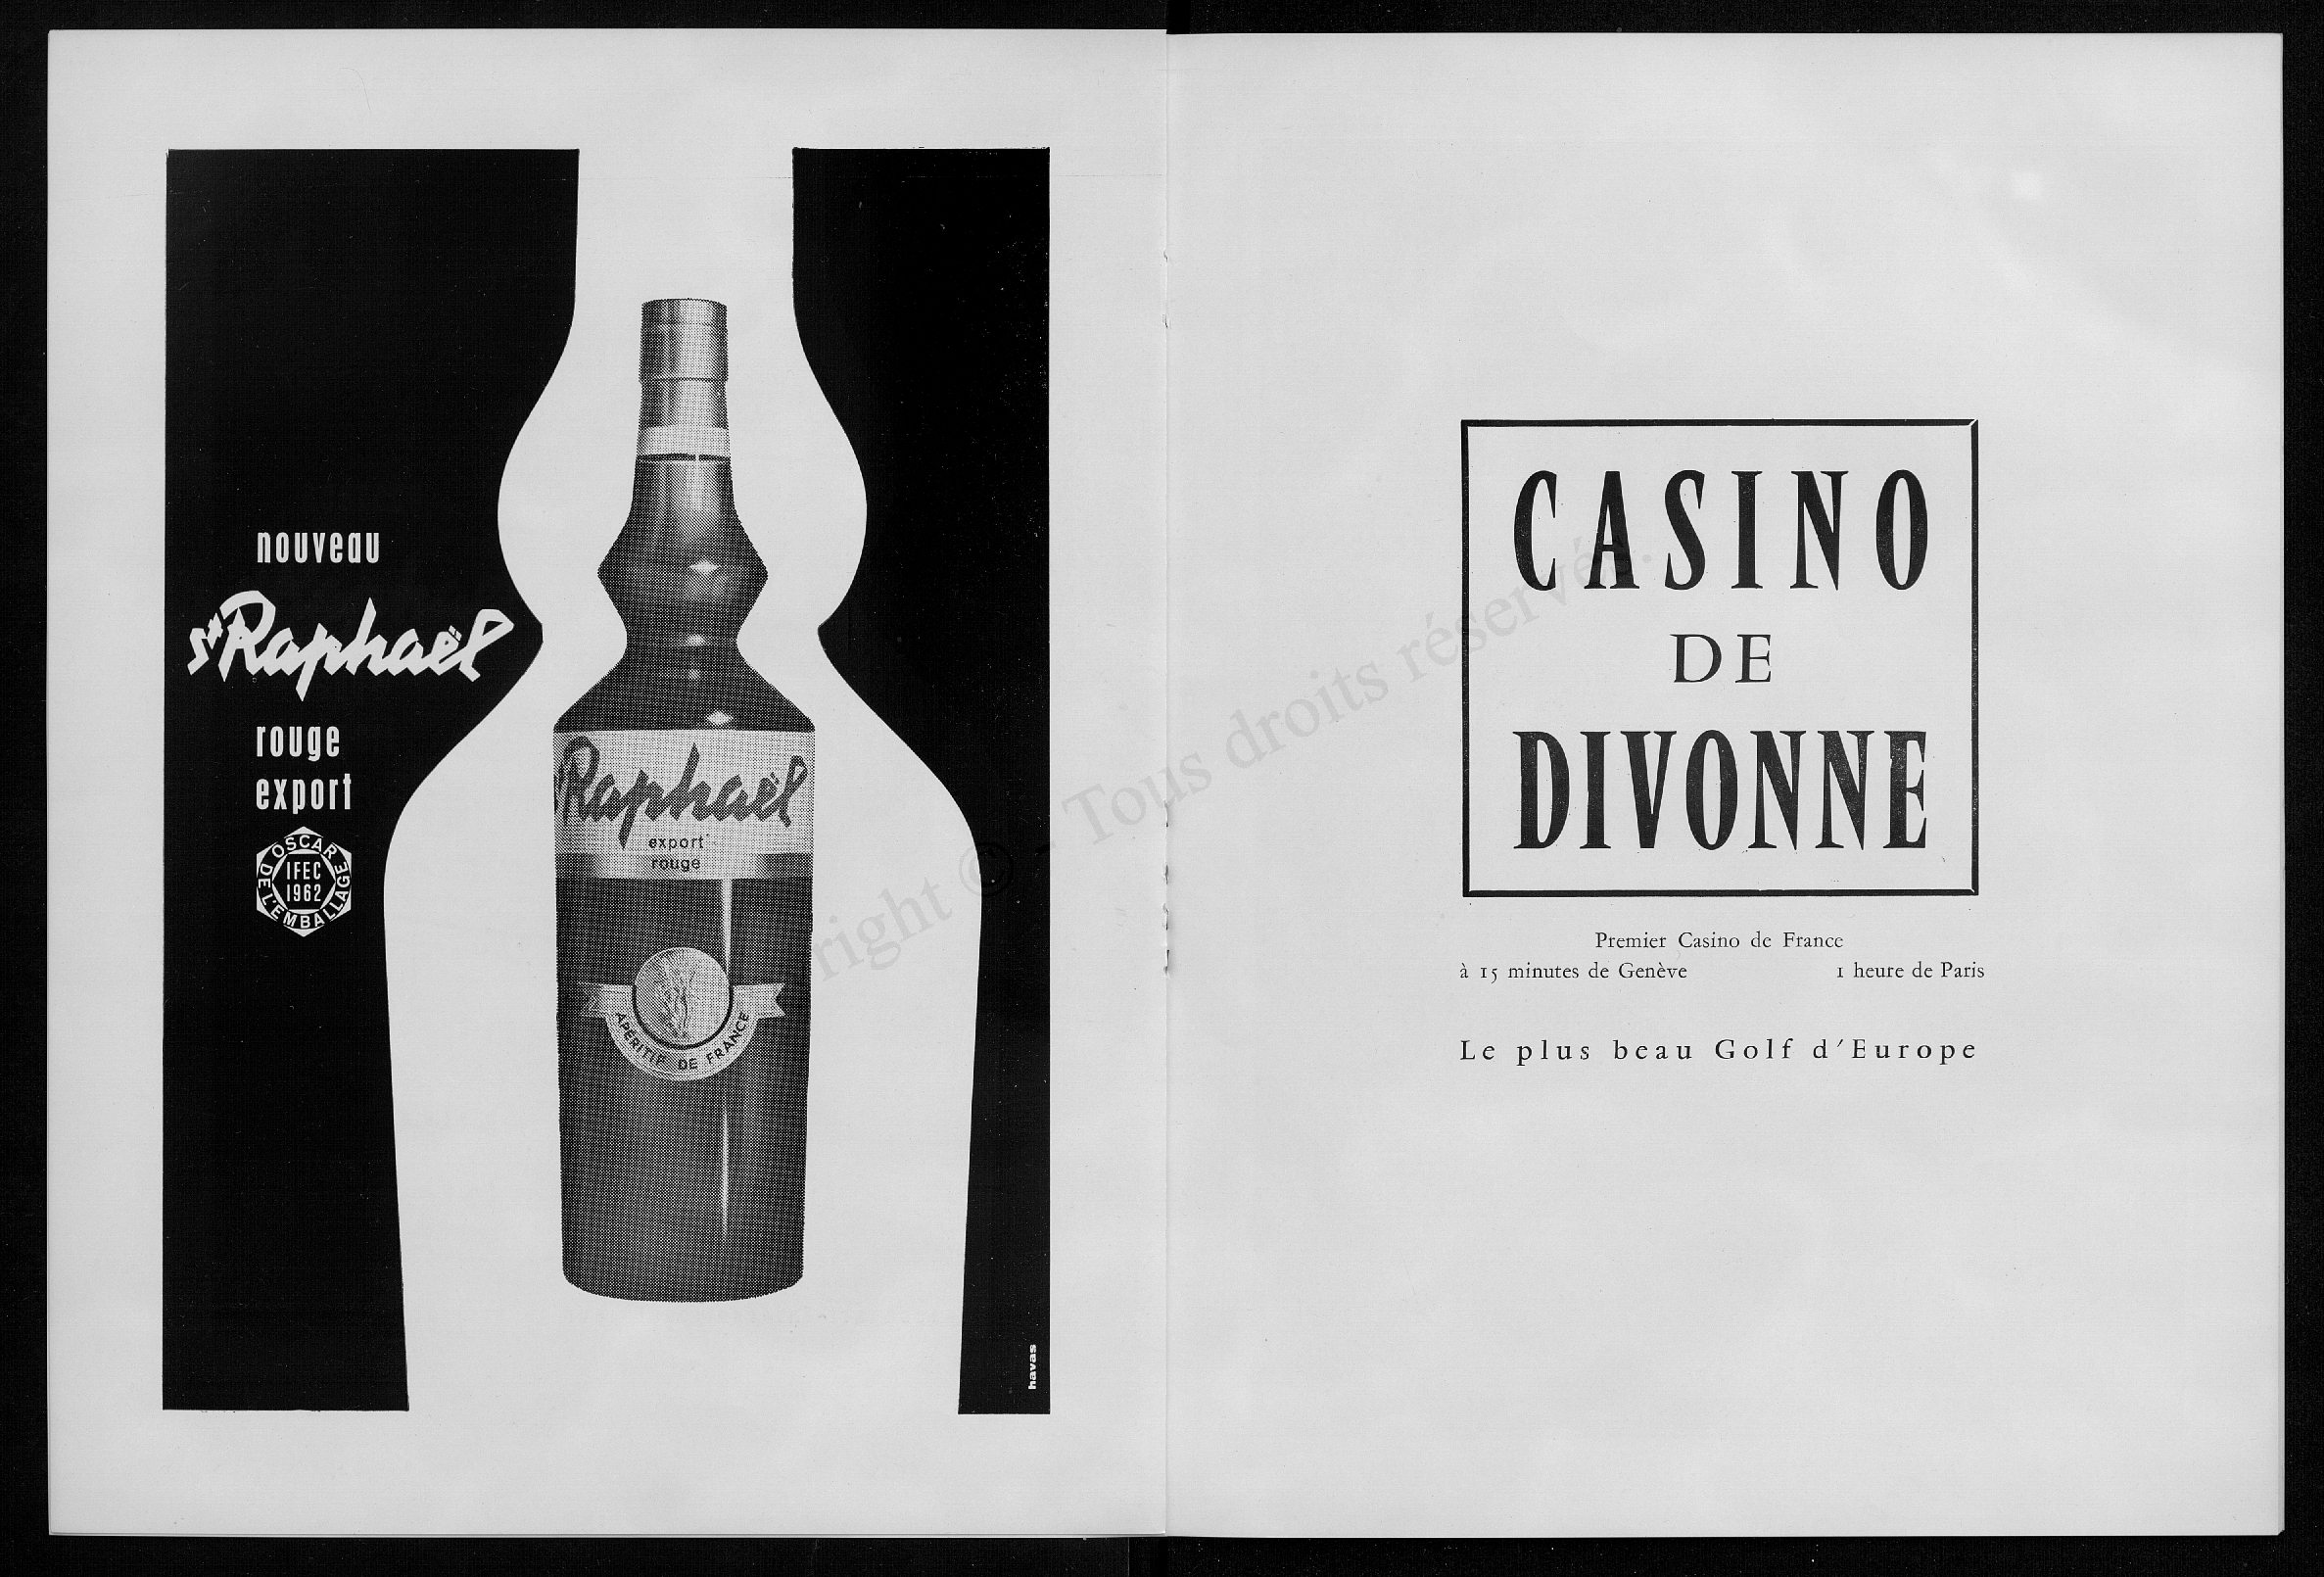 nouveau
St Raphaël
rouge
export
OSCAR DE L'EMBALLAGE
IFEC
1962
Raphaël
export
rouge
APÉRITIF DE FRANCE
havas
CASINO
DE
DIVONNE
Premier Casino de France
à 15 minutes de Genève 1 heure de Paris
Le plus beau Golf d'Europe
right © - Tous droits réservés.